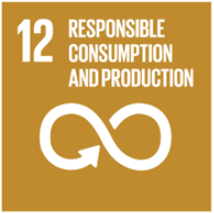 12 RESPONSIBLE
CONSUMPTION
AND PRODUCTION